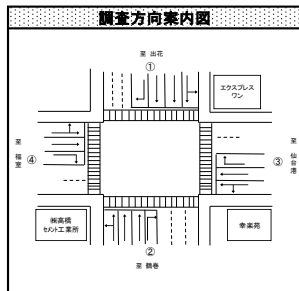 調査方向案内図
至 出花
①
エクスプレス
ワン
至 福室
④
③
至 仙台港
㈱高橋
セメント工業所
②
至 鶴巻
幸楽苑